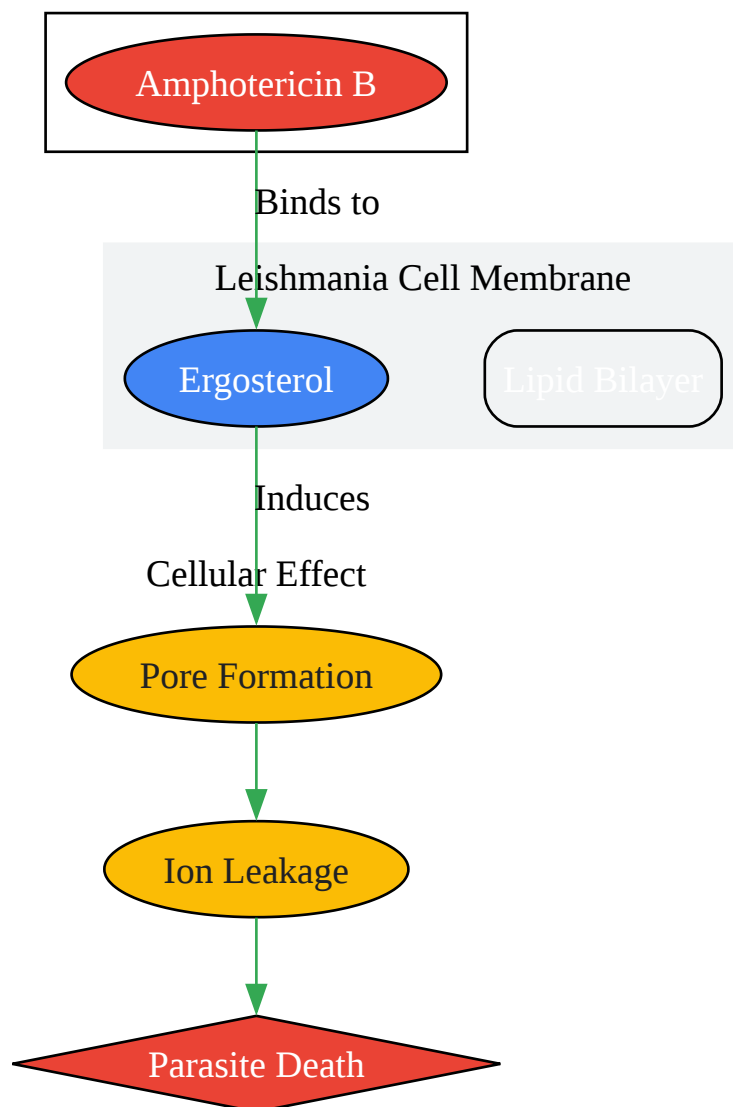 Amphotericin B
Binds to
Leishmania Cell Membrane
Ergosterol
Lipid Bilayer
Induces
Cellular Effect
Pore Formation
Ion Leakage
Parasite Death